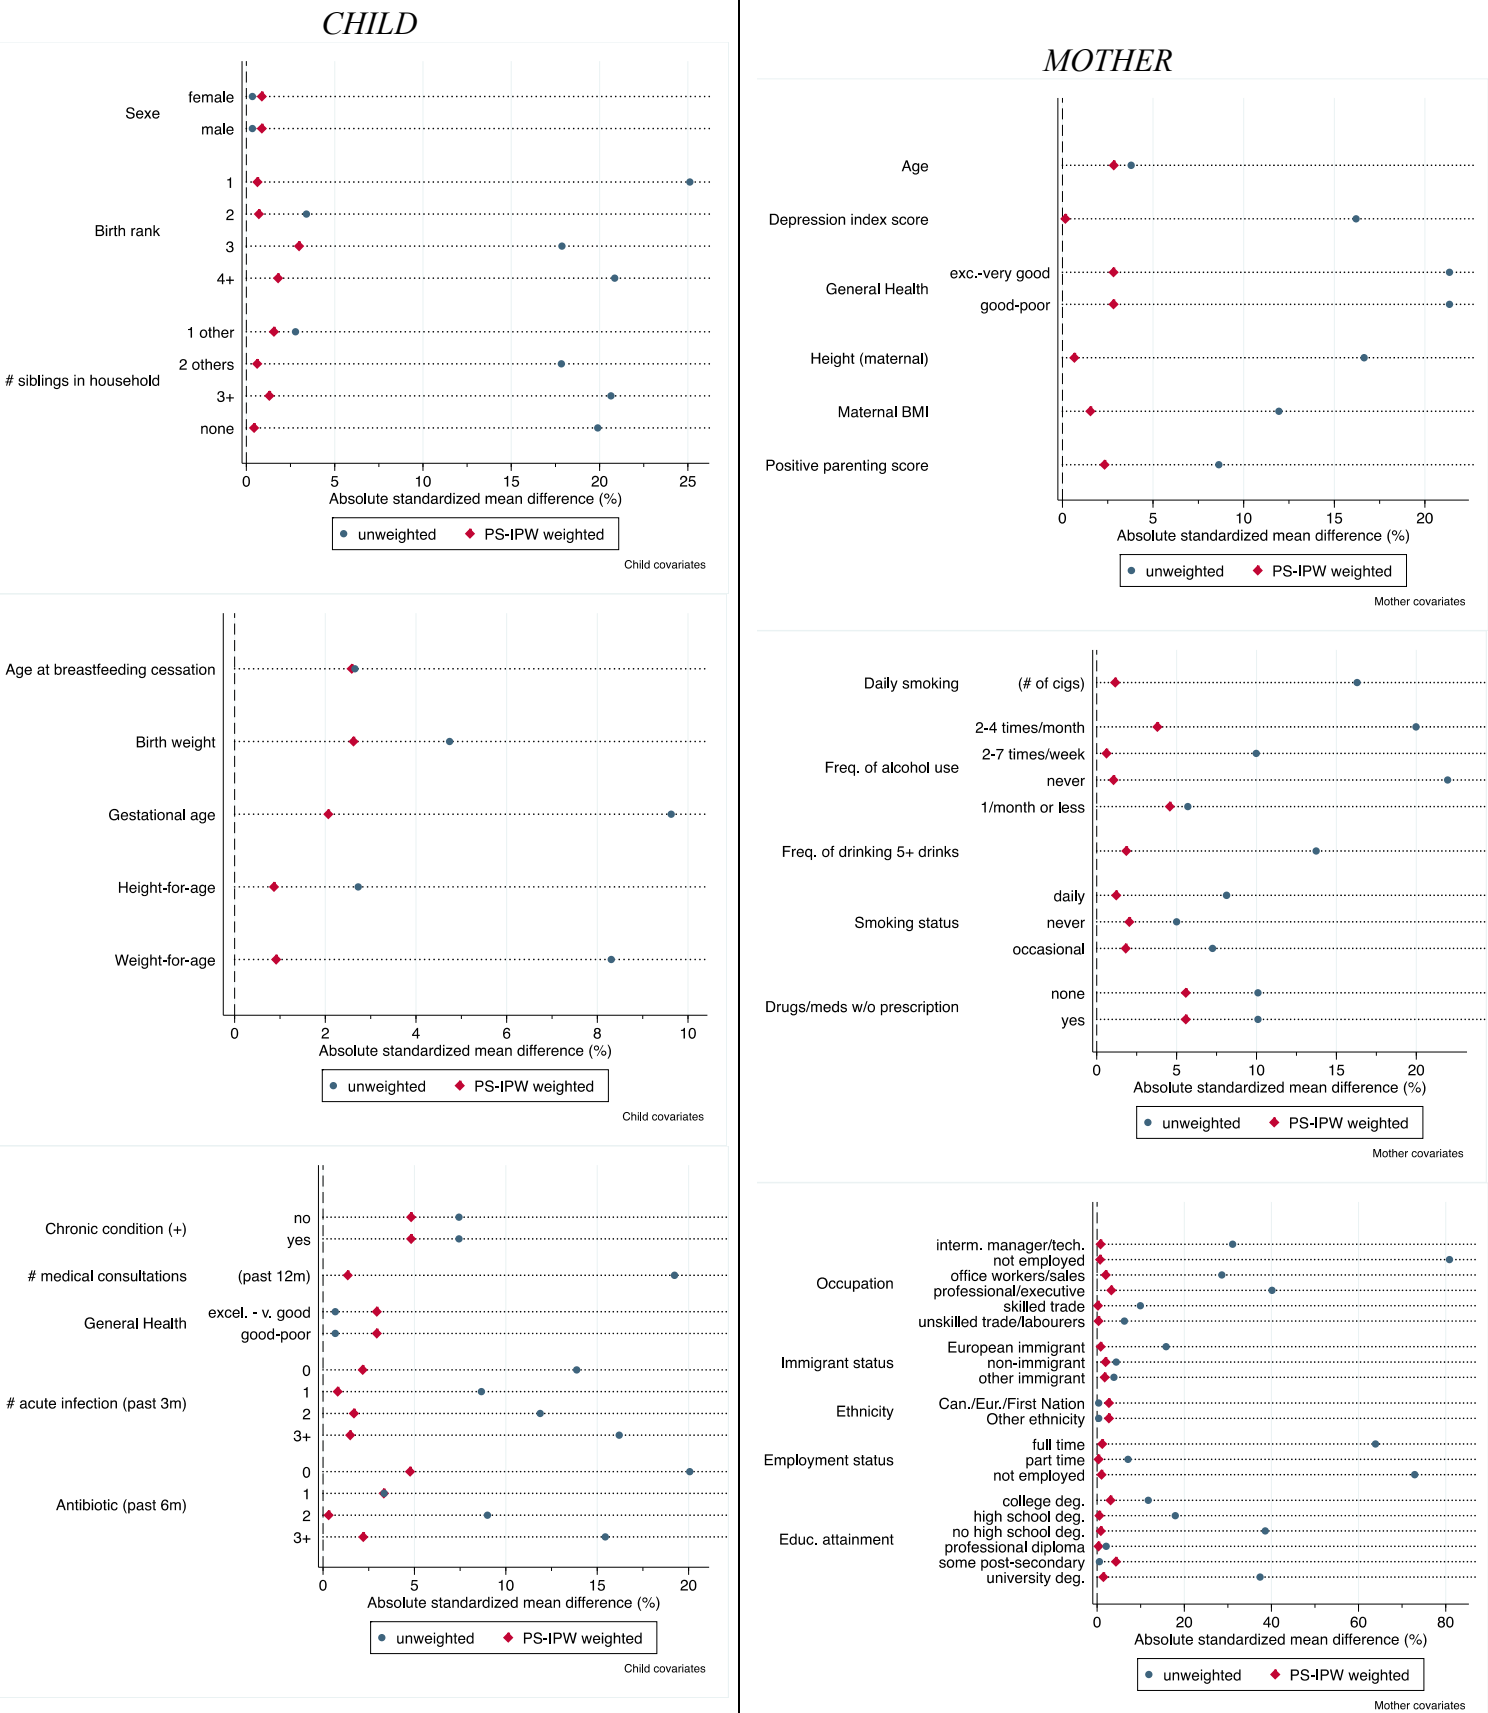 CHILD
Sexe
female
male
Birth rank
1
2
3
4+
# siblings in household
1 other
2 others
3+
none
0 5 10 15 20 25
Absolute standardized mean difference (%)
unweighted PS-IPW weighted
Child covariates
Age at breastfeeding cessation
Birth weight
Gestational age
Height-for-age
Weight-for-age
0 2 4 6 8 10
Absolute standardized mean difference (%)
unweighted PS-IPW weighted
Child covariates
Chronic condition (+)
no
yes
# medical consultations (past 12m)
General Health
excel. - v. good
good-poor
# acute infection (past 3m)
0
1
2
3+
Antibiotic (past 6m)
0
1
2
3+
0 5 10 15 20
Absolute standardized mean difference (%)
unweighted PS-IPW weighted
Child covariates
MOTHER
Age
Depression index score
General Health
exc.-very good
good-poor
Height (maternal)
Maternal BMI
Positive parenting score
0 5 10 15 20
Absolute standardized mean difference (%)
unweighted PS-IPW weighted
Mother covariates
Daily smoking (# of cigs)
Freq. of alcohol use
2-4 times/month
2-7 times/week
never
1/month or less
Freq. of drinking 5+ drinks
Smoking status
daily
never
occasional
Drugs/meds w/o prescription
none
yes
0 5 10 15 20
Absolute standardized mean difference (%)
unweighted PS-IPW weighted
Mother covariates
Occupation
interm. manager/tech.
not employed
office workers/sales
professional/executive
skilled trade
unskilled trade/labourers
Immigrant status
European immigrant
non-immigrant
other immigrant
Ethnicity
Can./Eur./First Nation
Other ethnicity
Employment status
full time
part time
not employed
Educ. attainment
college deg.
high school deg.
no high school deg.
professional diploma
some post-secondary
university deg.
0 20 40 60 80
Absolute standardized mean difference (%)
unweighted PS-IPW weighted
Mother covariates